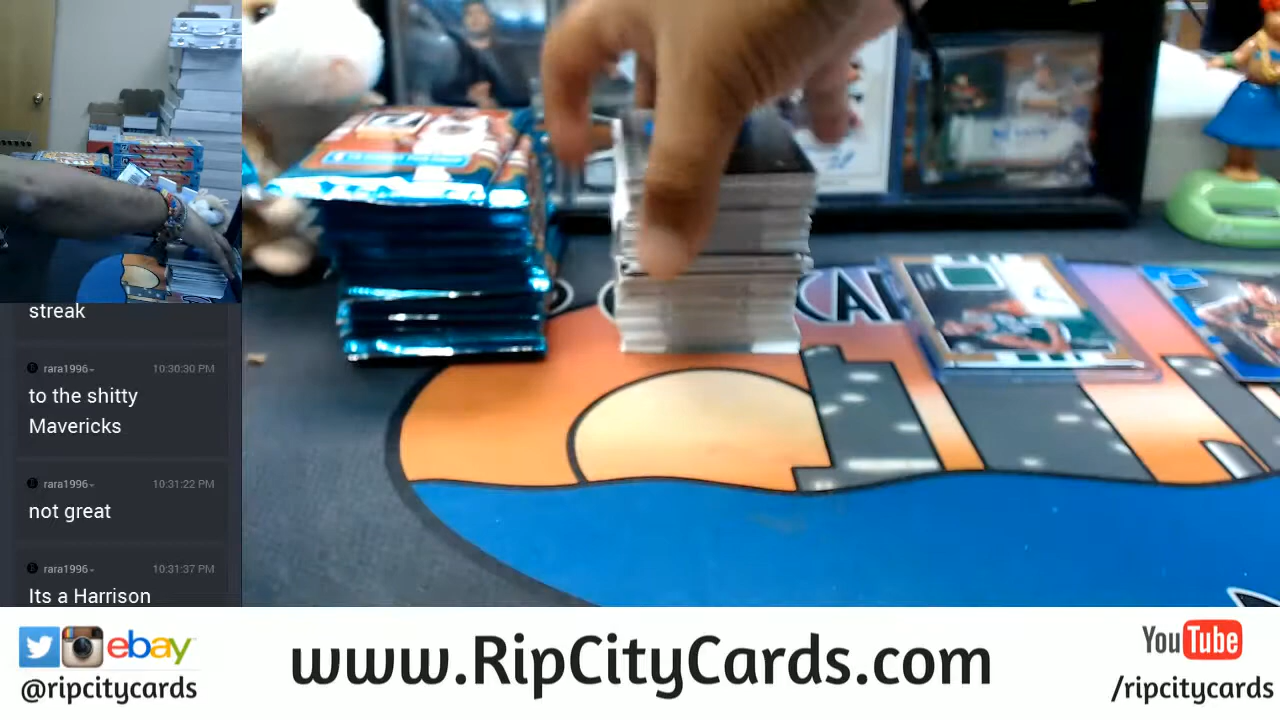 streak
rara1996
10:30:30 PM
to the shitty
Mavericks
rara1996
10:31:22 PM
not great
rara1996
10:31:37 PM
Its a Harrison
ebay
@ripcitycards
www.RipCityCards.com
YouTube
/ripcitycards